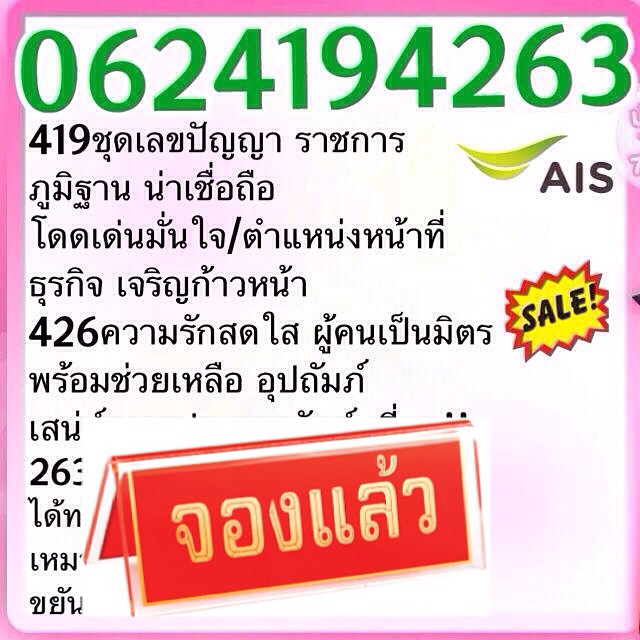 0624194263
419ชุดเลขปัญญา ราชการ
ภูมิฐาน น่าเชื่อถือ
AIS
โดดเด่นมั่นใจ/ตำแหน่งหน้าที่
ธุรกิจ เจริญก้าวหน้า
SALE!
426ความรักสดใส ผู้คนเป็นมิตร
พร้อมช่วยเหลือ อุปถัมภ์
263
จองแล้ว
ขยัน